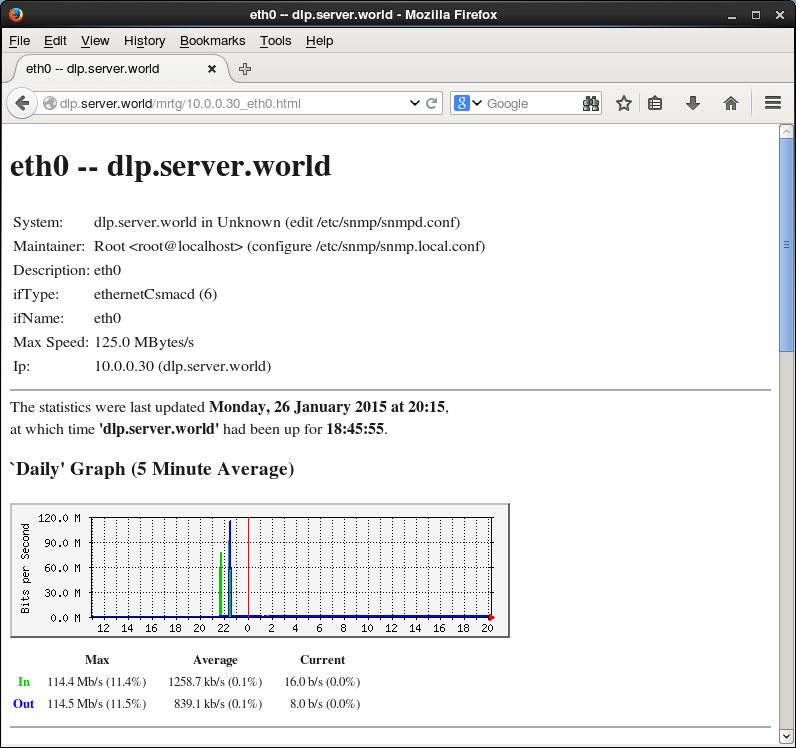 eth0 -- dlp.server.world - Mozilla Firefox
File Edit View History Bookmarks Tools Help
eth0 -- dlp.server.world
dlp.server.world/mrtg/10.0.0.30_eth0.html
8 Google
eth0 -- dlp.server.world
System: dlp.server.world in Unknown (edit /etc/snmp/snmpd.conf)
Maintainer: Root <root@localhost> (configure /etc/snmp/snmp.local.conf)
Description: eth0
ifType: ethernetCsmacd (6)
ifName: eth0
Max Speed: 125.0 MBytes/s
Ip: 10.0.0.30 (dlp.server.world)
The statistics were last updated Monday, 26 January 2015 at 20:15,
at which time 'dlp.server.world' had been up for 18:45:55.
`Daily' Graph (5 Minute Average)
Bits per Second
120.0 M
90.0 M
60.0 M
30.0 M
0.0 M
12 14 16 18 20 22 0 2 4 6 8 10 12 14 16 18 20
Max Average Current
In 114.4 Mb/s (11.4%) 1258.7 kb/s (0.1%) 16.0 b/s (0.0%)
Out 114.5 Mb/s (11.5%) 839.1 kb/s (0.1%) 8.0 b/s (0.0%)